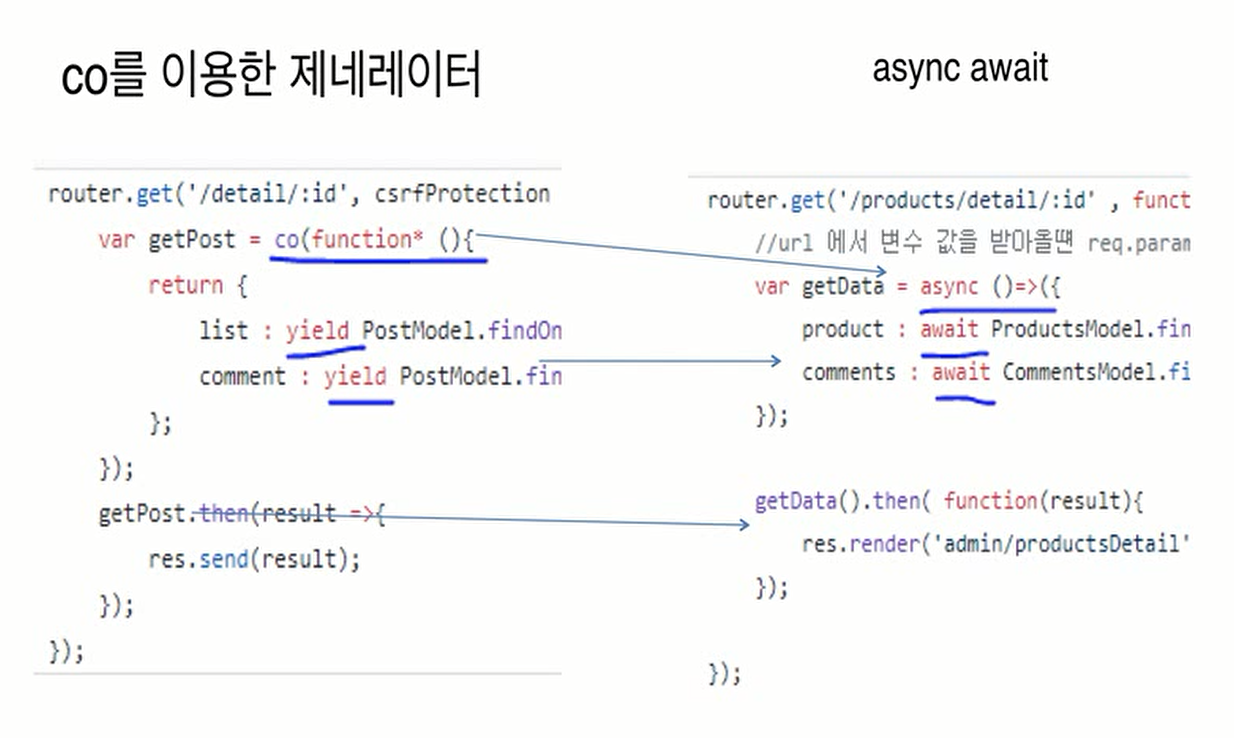 co를 이용한 제네레이터
router.get('/detail/:id', csrfProtection
var getPost = co(function* (){
return {
list : yield PostModel.findOn
comment : yield PostModel.fin
};
});
getPost.then(result =>{
res.send(result);
});
});
async await
router.get('/products/detail/:id' , funct
//url 에서 변수 값을 받아올떈 req.param
var getData = async ()=>({
product : await ProductsModel.fin
comments : await CommentsModel.fi
});
getData().then( function(result){
res.render('admin/productsDetail'
});
});